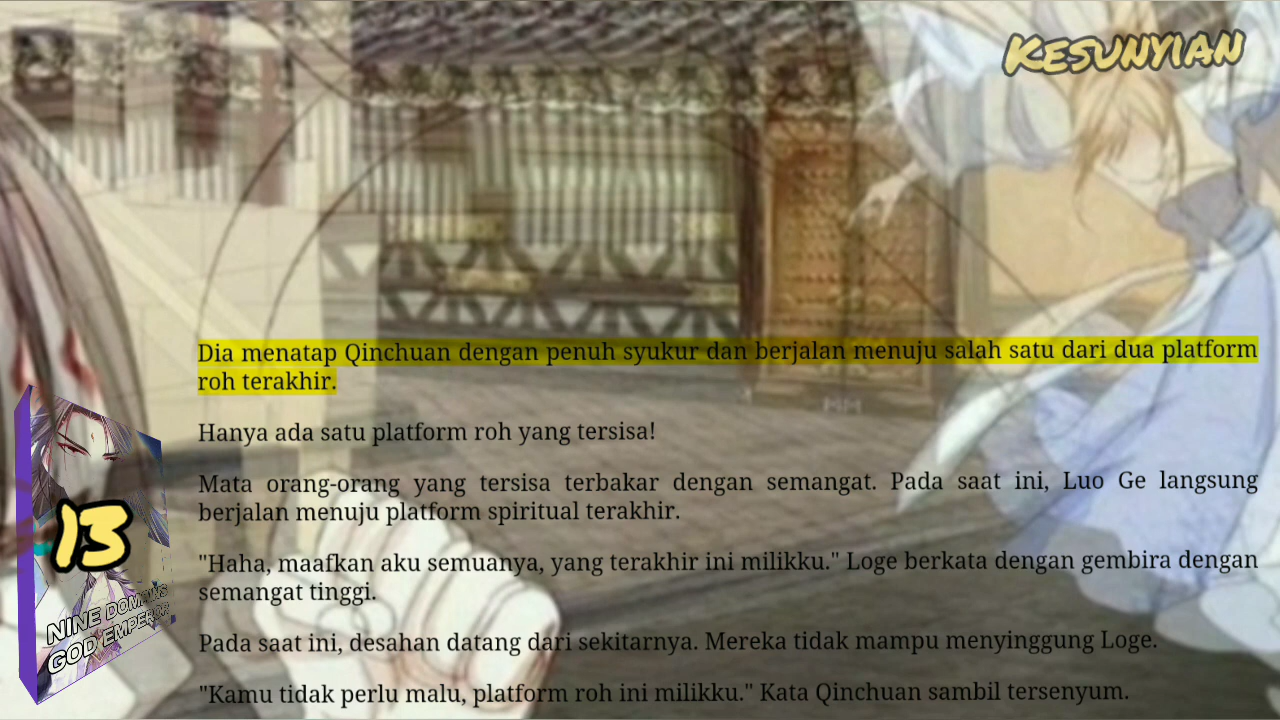 Kesunyian
Dia menatap Qinchuan dengan penuh syukur dan berjalan menuju salah satu dari dua platform
roh terakhir.
Hanya ada satu platform roh yang tersisa!
Mata orang-orang yang tersisa terbakar dengan semangat. Pada saat ini, Luo Ge langsung
berjalan menuju platform spiritual terakhir.
"Haha, maafkan aku semuanya, yang terakhir ini milikku." Loge berkata dengan gembira dengan
semangat tinggi.
Pada saat ini, desahan datang dari sekitarnya. Mereka tidak mampu menyinggung Loge.
"Kamu tidak perlu malu, platform roh ini milikku." Kata Qinchuan sambil tersenyum.
13
NINE DOMAINS
GOD EMPEROR